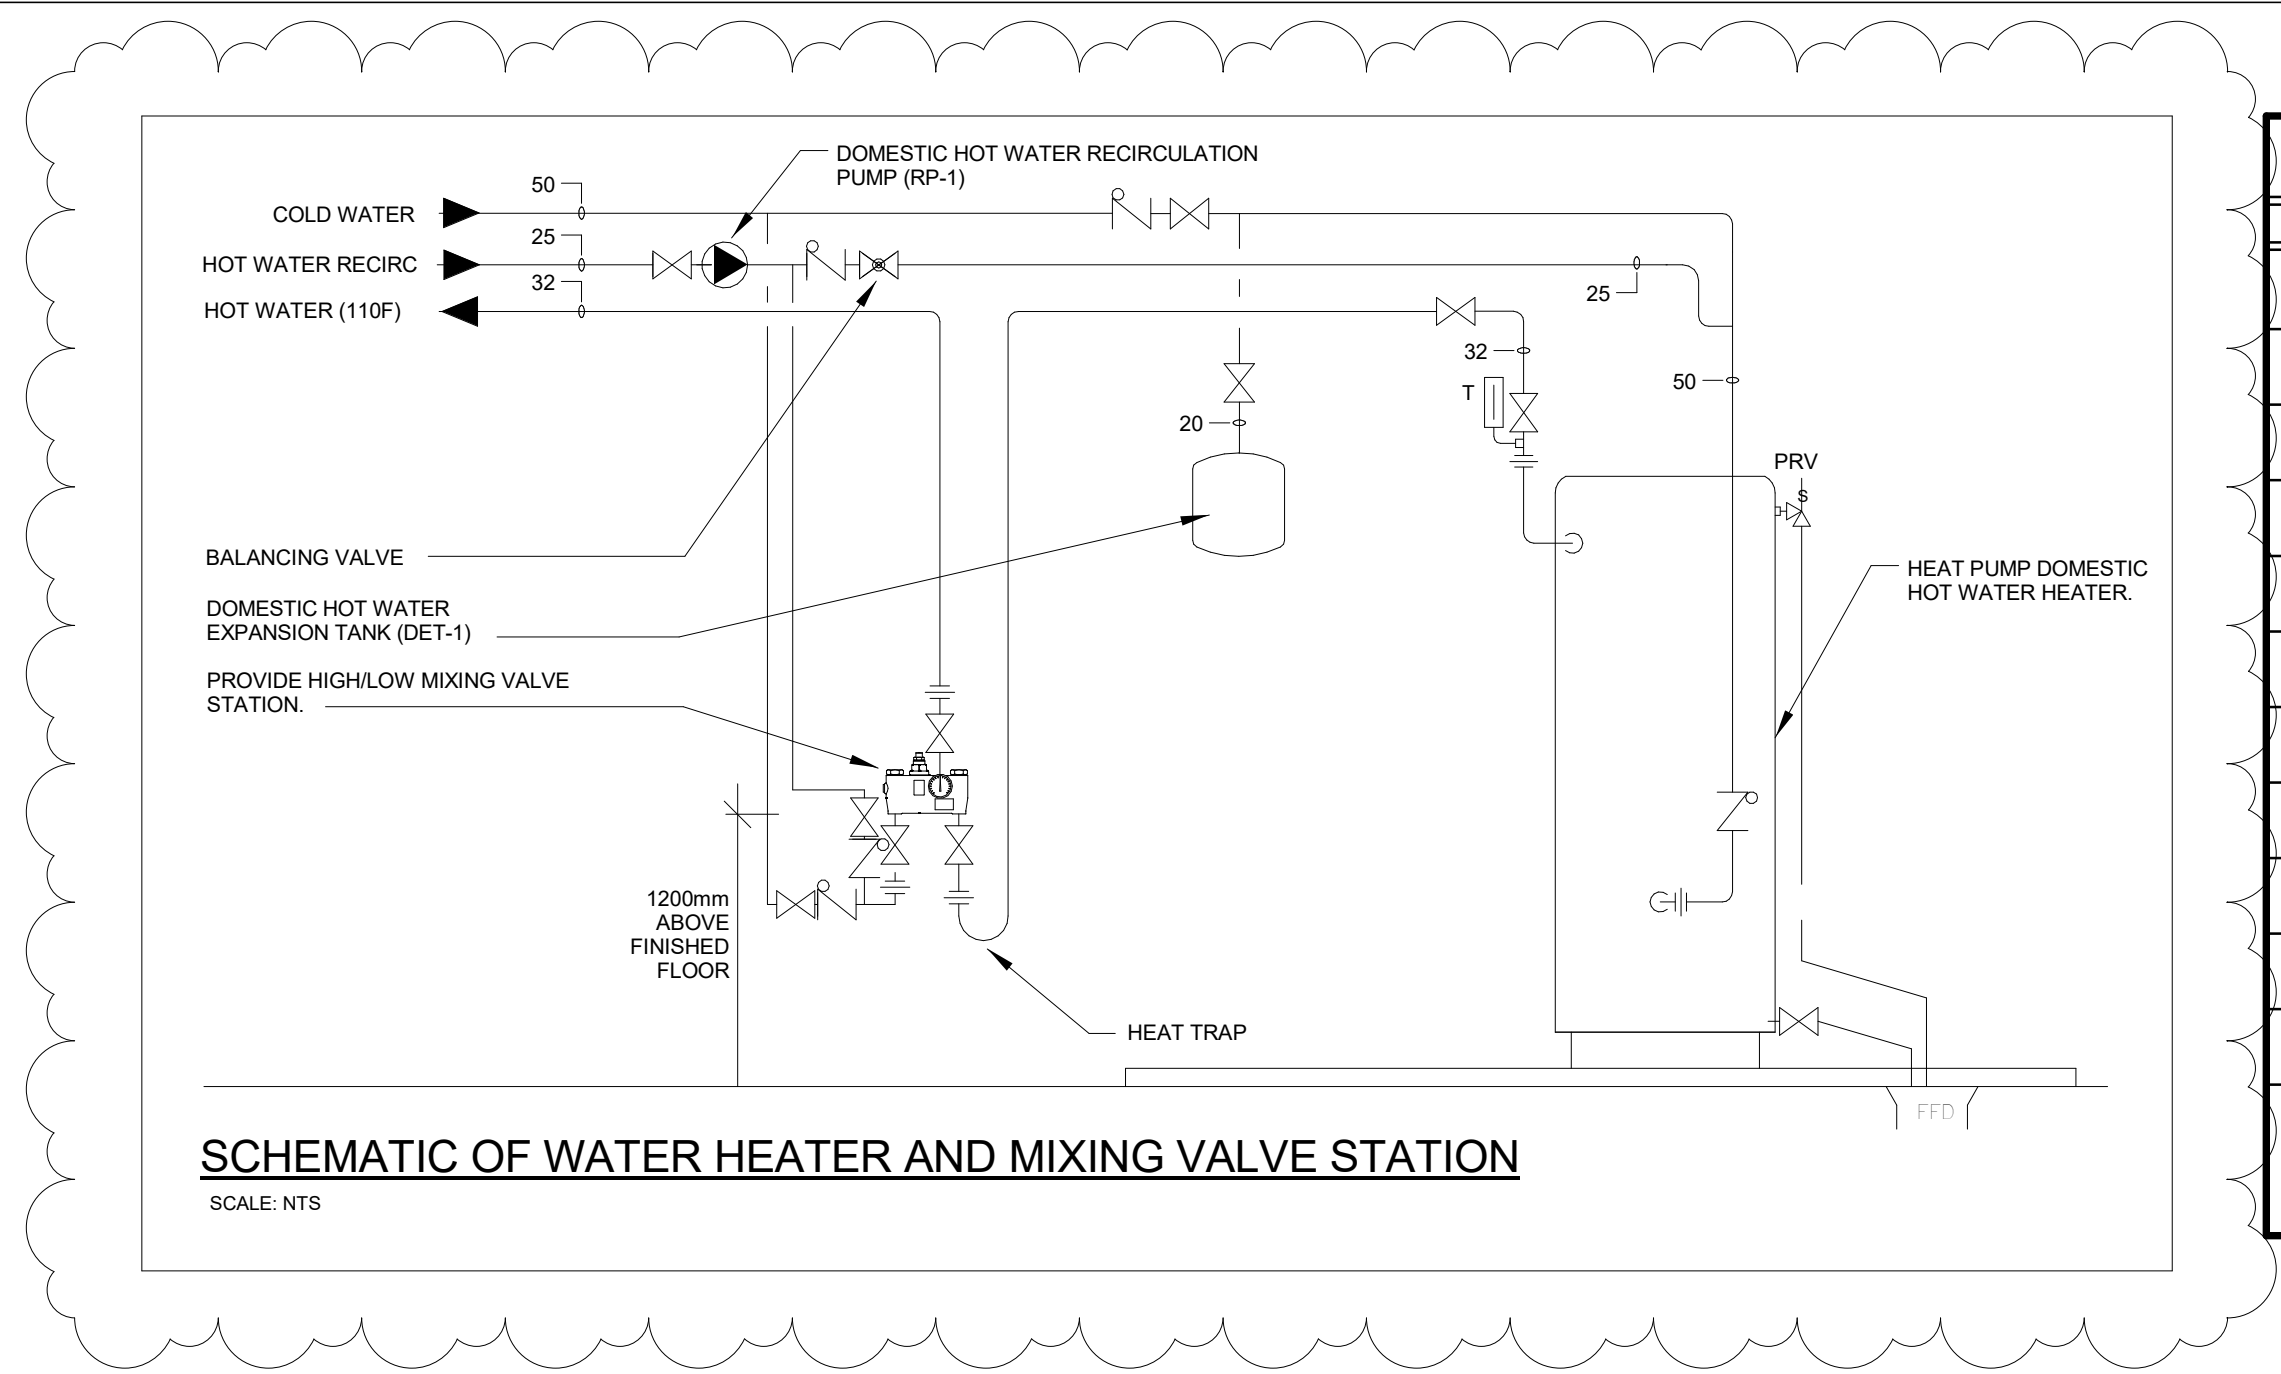 DOMESTIC HOT WATER RECIRCULATION
PUMP (RP-1)
50
COLD WATER
25
HOT WATER RECIRC
32
HOT WATER (110F)
25
32
50
T
20
PRV
S
BALANCING VALVE
HEAT PUMP DOMESTIC
HOT WATER HEATER.
DOMESTIC HOT WATER
EXPANSION TANK (DET-1)
PROVIDE HIGH/LOW MIXING VALVE
STATION.
1200mm
ABOVE
FINISHED
FLOOR
HEAT TRAP
FFD
SCHEMATIC OF WATER HEATER AND MIXING VALVE STATION
SCALE: NTS